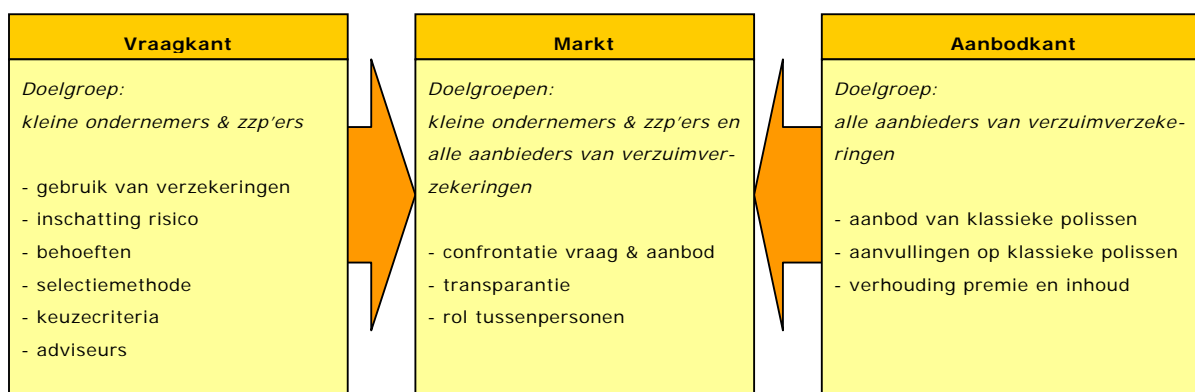 Vraagkant
Doelgroep:
kleine ondernemers & zzp'ers
- gebruik van verzekeringen
- inschatting risico
- behoeften
- selectiemethode
- keuzecriteria
- adviseurs
Markt
Doelgroepen:
kleine ondernemers & zzp'ers en
alle aanbieders van verzuimver-
zekeringen
- confrontatie vraag & aanbod
- transparantie
- rol tussenpersonen
Aanbodkant
Doelgroep:
alle aanbieders van verzuimverzeke-
ringen
- aanbod van klassieke polissen
- aanvullingen op klassieke polissen
- verhouding premie en inhoud